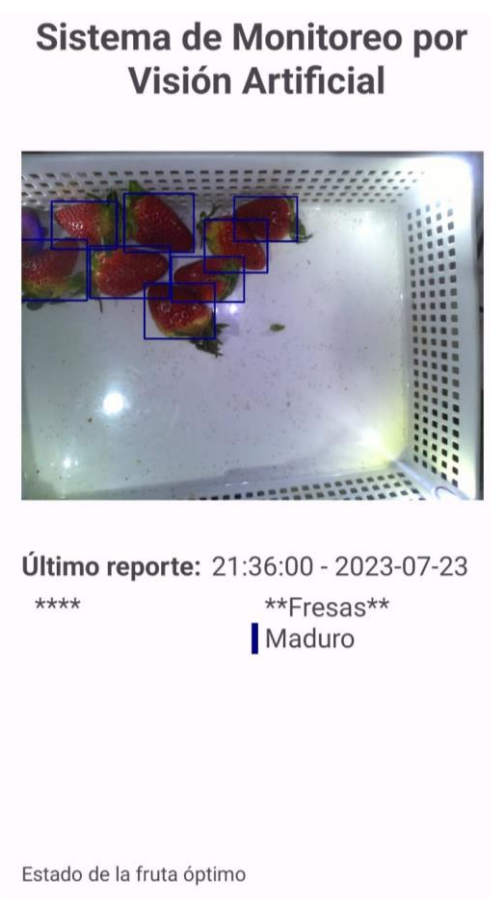 Sistema de Monitoreo por
Visión Artificial
Último reporte: 21:36:00 - 2023-07-23
**** **Fresas**
Maduro
Estado de la fruta óptimo